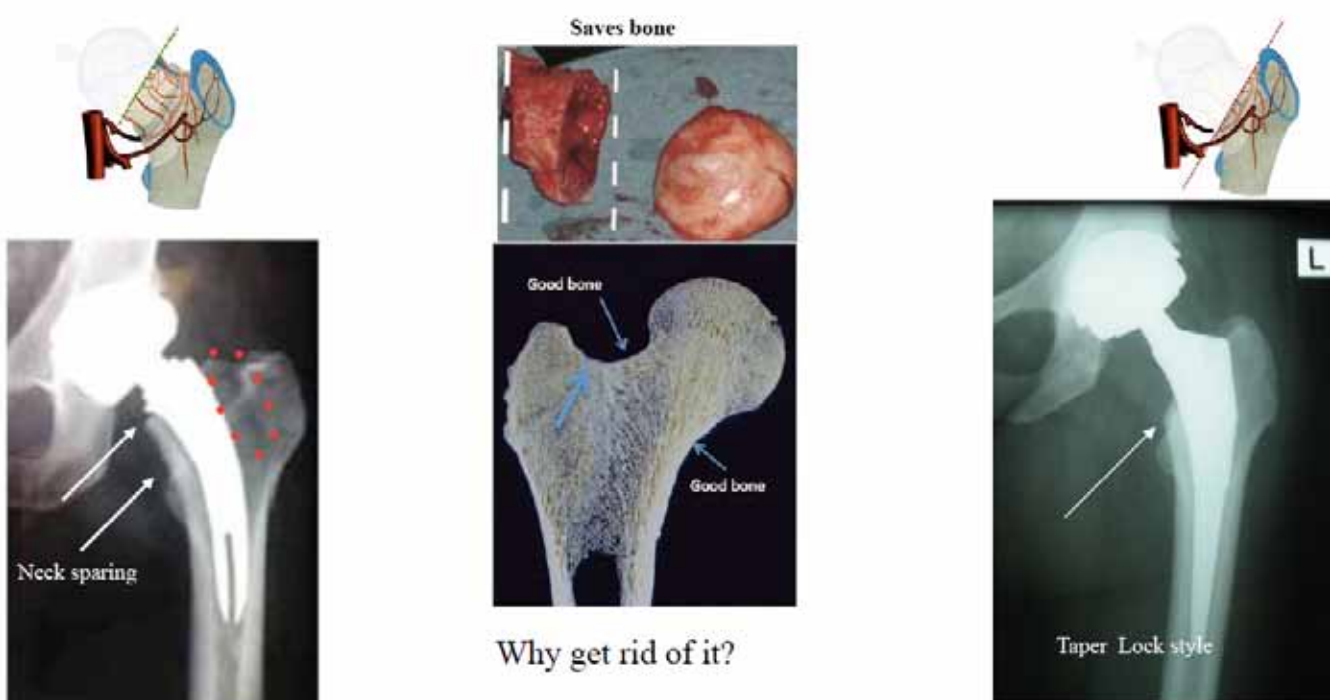 Saves bone
Good bone
Good bone
Neck sparing
Why get rid of it?
L
Taper Lock style